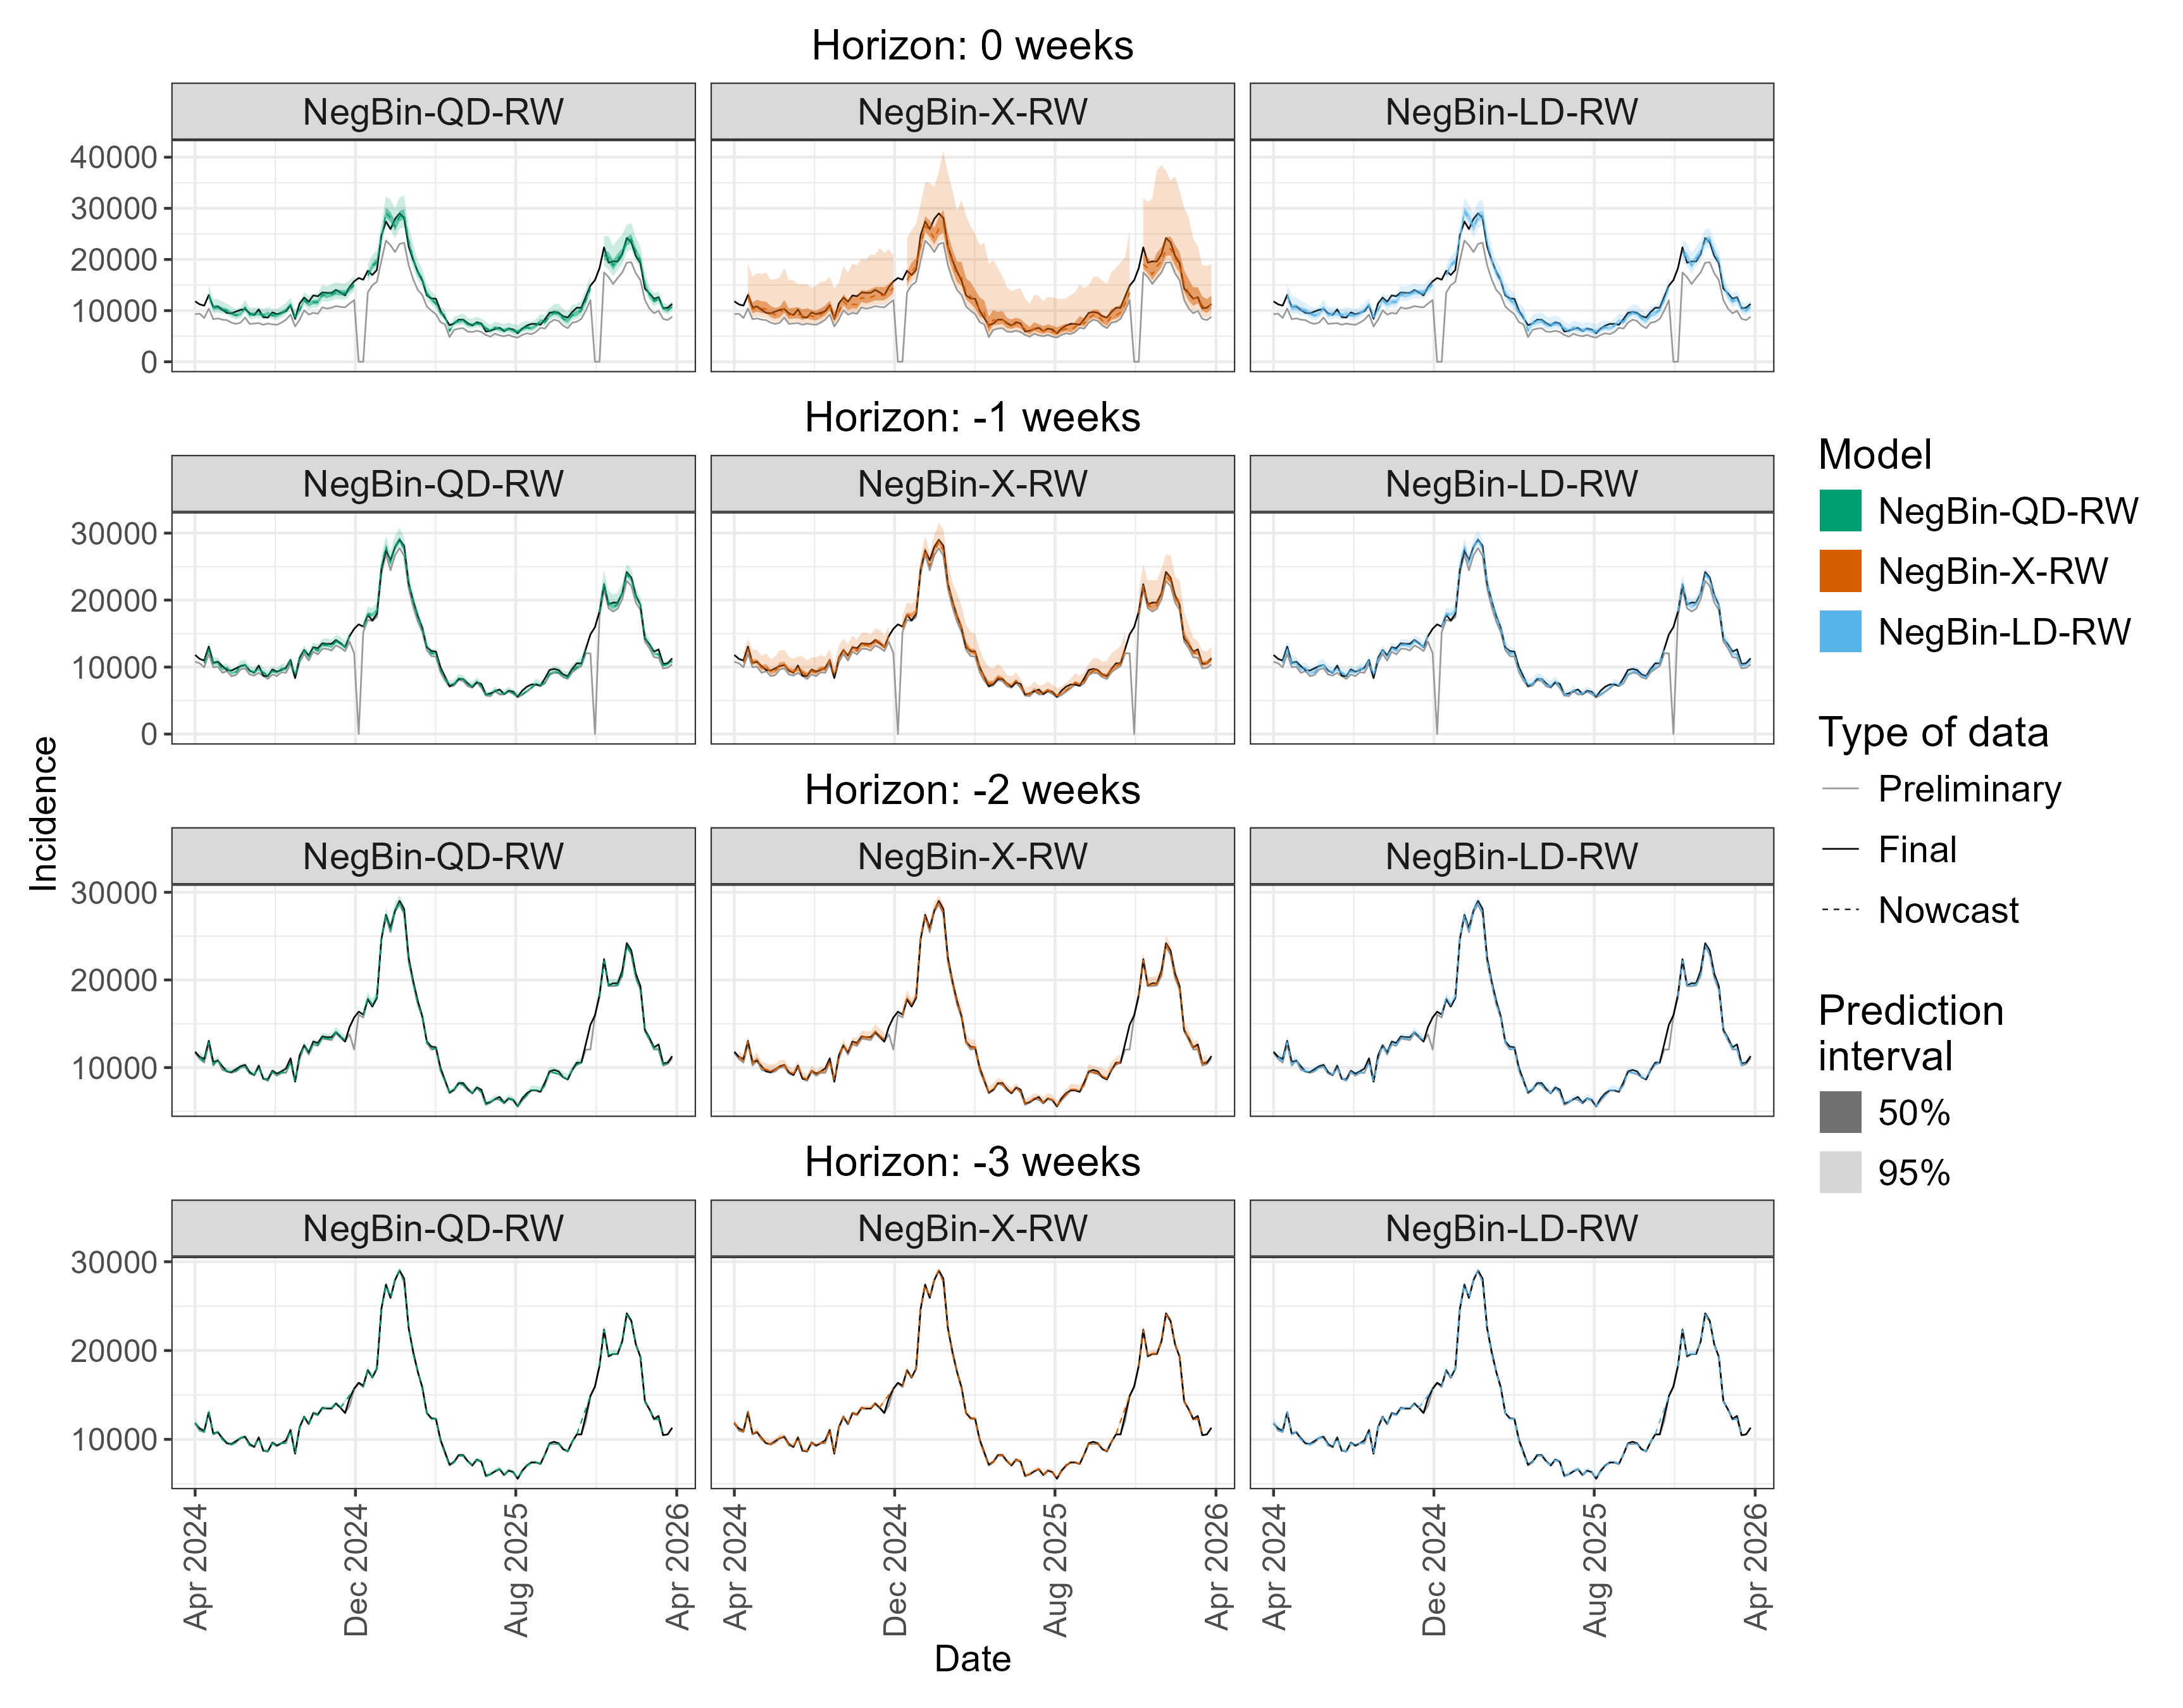 Horizon: 0 weeks
NegBin-QD-RW
NegBin-X-RW
NegBin-LD-RW
40000
30000
20000
10000
0
Horizon: -1 weeks
NegBin-QD-RW
NegBin-X-RW
NegBin-LD-RW
30000
20000
10000
0
Horizon: -2 weeks
NegBin-QD-RW
NegBin-X-RW
NegBin-LD-RW
30000
20000
10000
Horizon: -3 weeks
NegBin-QD-RW
NegBin-X-RW
NegBin-LD-RW
30000
20000
10000
Apr 2024
Dec 2024
Aug 2025
Apr 2026
Apr 2024
Dec 2024
Aug 2025
Apr 2026
Apr 2024
Dec 2024
Aug 2025
Apr 2026
Date
Incidence
Model
NegBin-QD-RW
NegBin-X-RW
NegBin-LD-RW
Type of data
Preliminary
Final
Nowcast
Prediction
interval
50%
95%